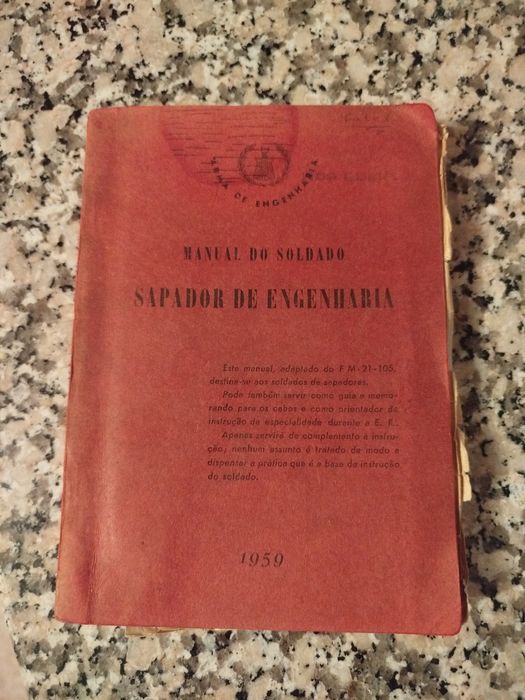 ARMA DE ENGENHARIA
MANUAL DO SOLDADO
SAPADOR DE ENGENHARIA
Este manual, adaptado do F M-21-105,
destina-se aos soldados de sapadores.
Pode também servir como guia e memo-
rando para os cabos e como orientador da
instrução de especialidade durante a E. R..
Apenas servirá de complemento à instru-
ção; nenhum assunto é tratado de modo a
dispensar a prática que é a base da instrução
do soldado.
1959